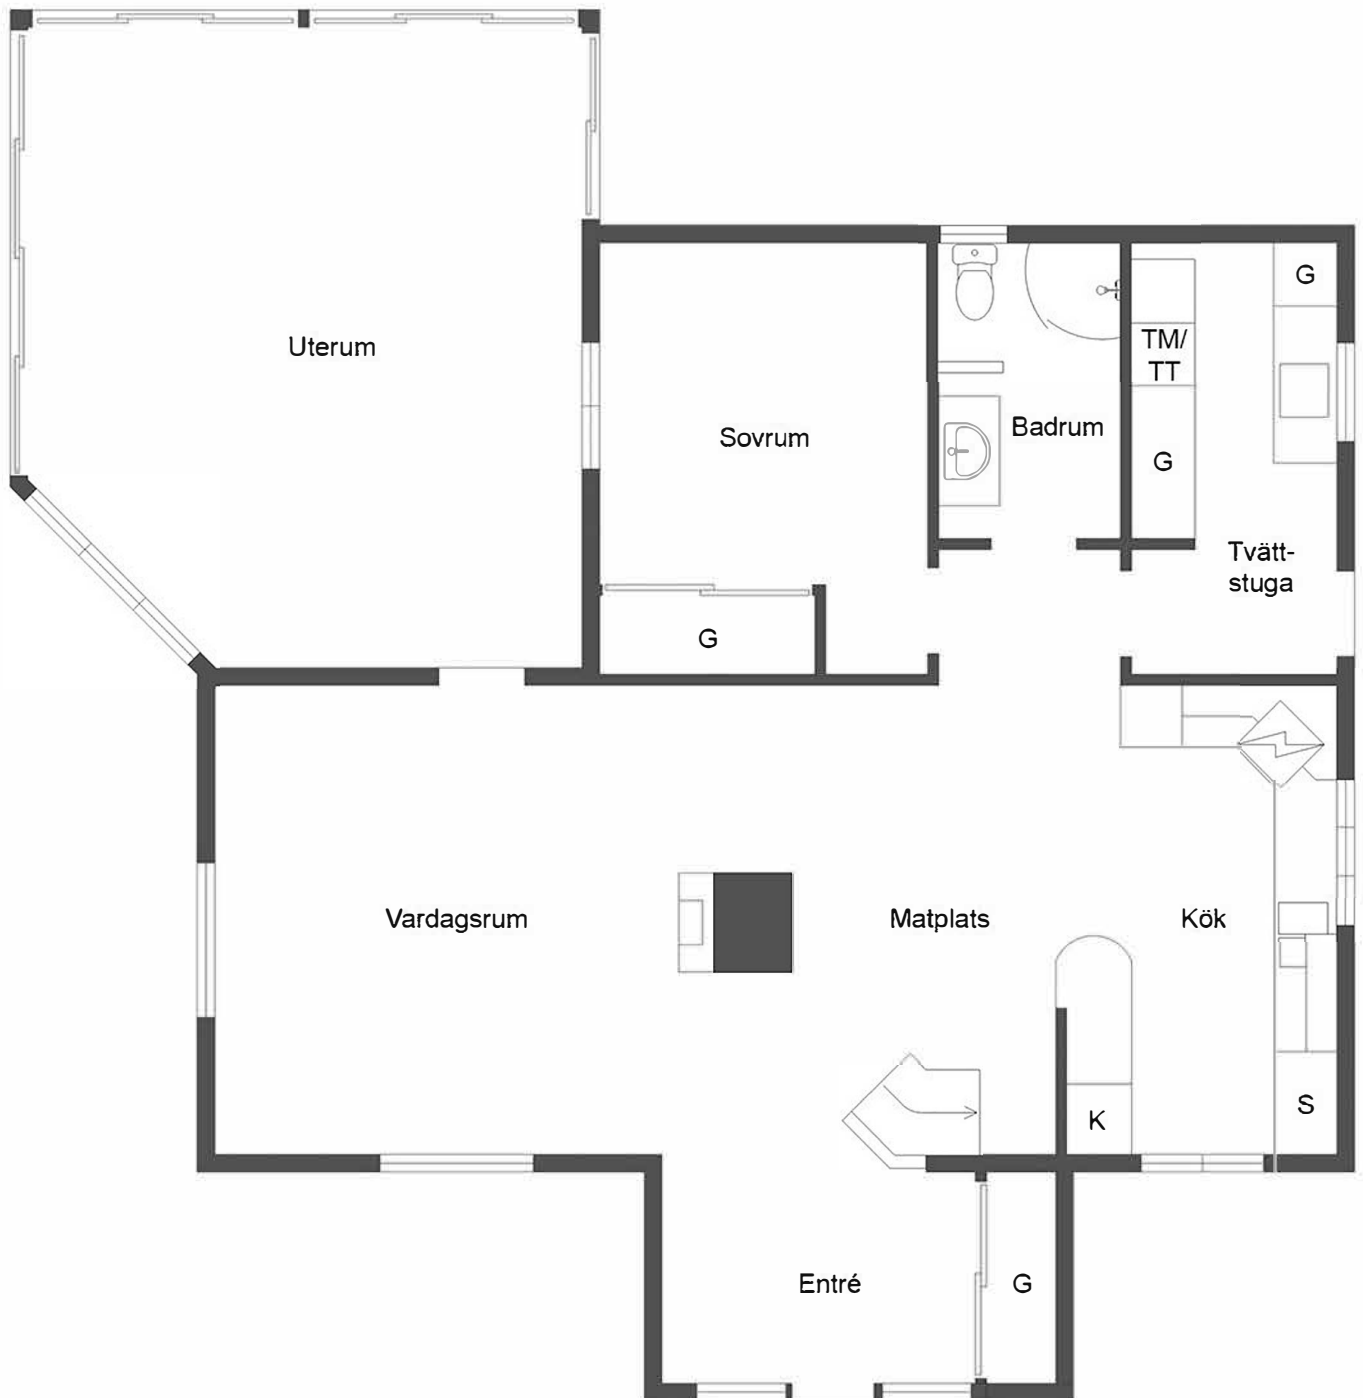 G
TM/
TT
Uterum
Badrum
Sovrum
G
Tvätt-
stuga
G
Vardagsrum
Matplats
Kök
S
K
Entré
G